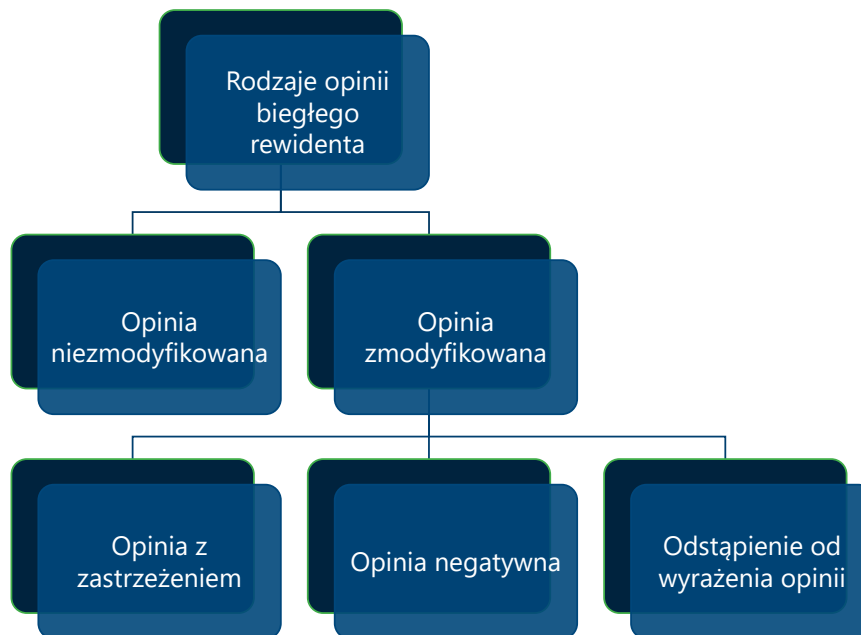 Rodzaje opinii
biegłego
rewidenta
Opinia
niezmodyfikowana
Opinia
zmodyfikowana
Opinia z
zastrzeżeniem
Opinia negatywna
Odstąpienie od
wyrażenia opinii